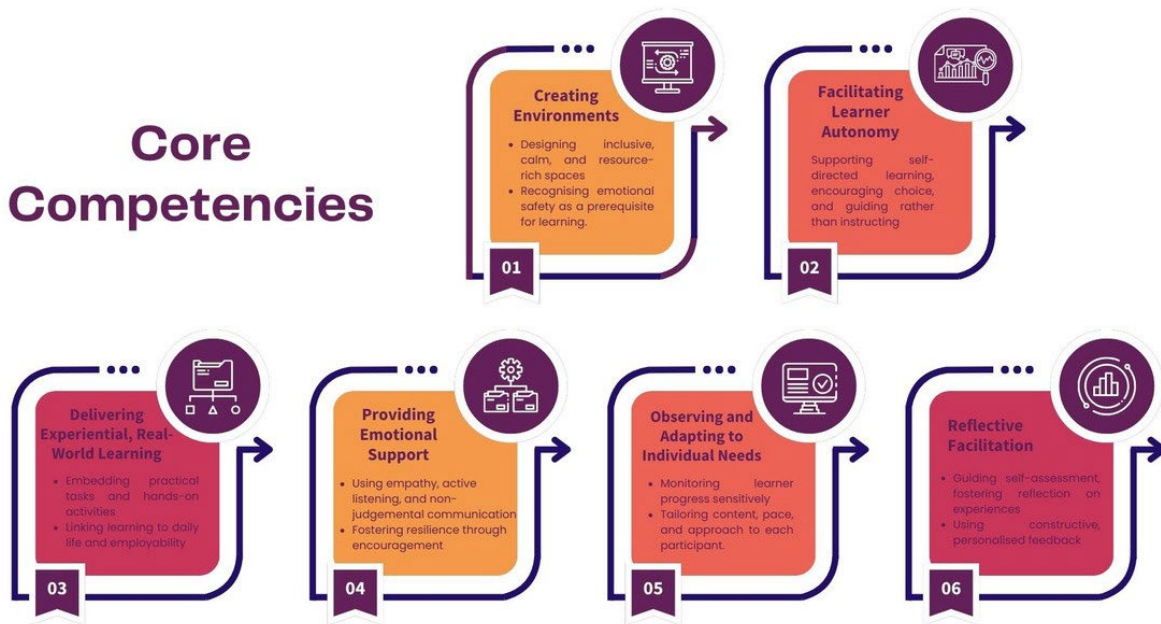 Core
Competencies
Creating
Environments
• Designing inclusive,
calm, and resource-
rich spaces
• Recognising emotional
safety as a prerequisite
for learning.
01
Facilitating
Learner
Autonomy
Supporting self-
directed learning,
encouraging choice,
and guiding rather
than instructing
02
Delivering
Experiential, Real-
World Learning
• Embedding practical
tasks and hands-on
activities
• Linking learning to daily
life and employability
03
Providing
Emotional
Support
• Using empathy, active
listening, and non-
judgemental communication
• Fostering resilience through
encouragement
04
Observing and
Adapting to
Individual Needs
• Monitoring learner
progress sensitively
• Tailoring content, pace,
and approach to each
participant.
05
Reflective
Facilitation
• Guiding self-assessment,
fostering reflection on
experiences
• Using constructive,
personalised feedback
06